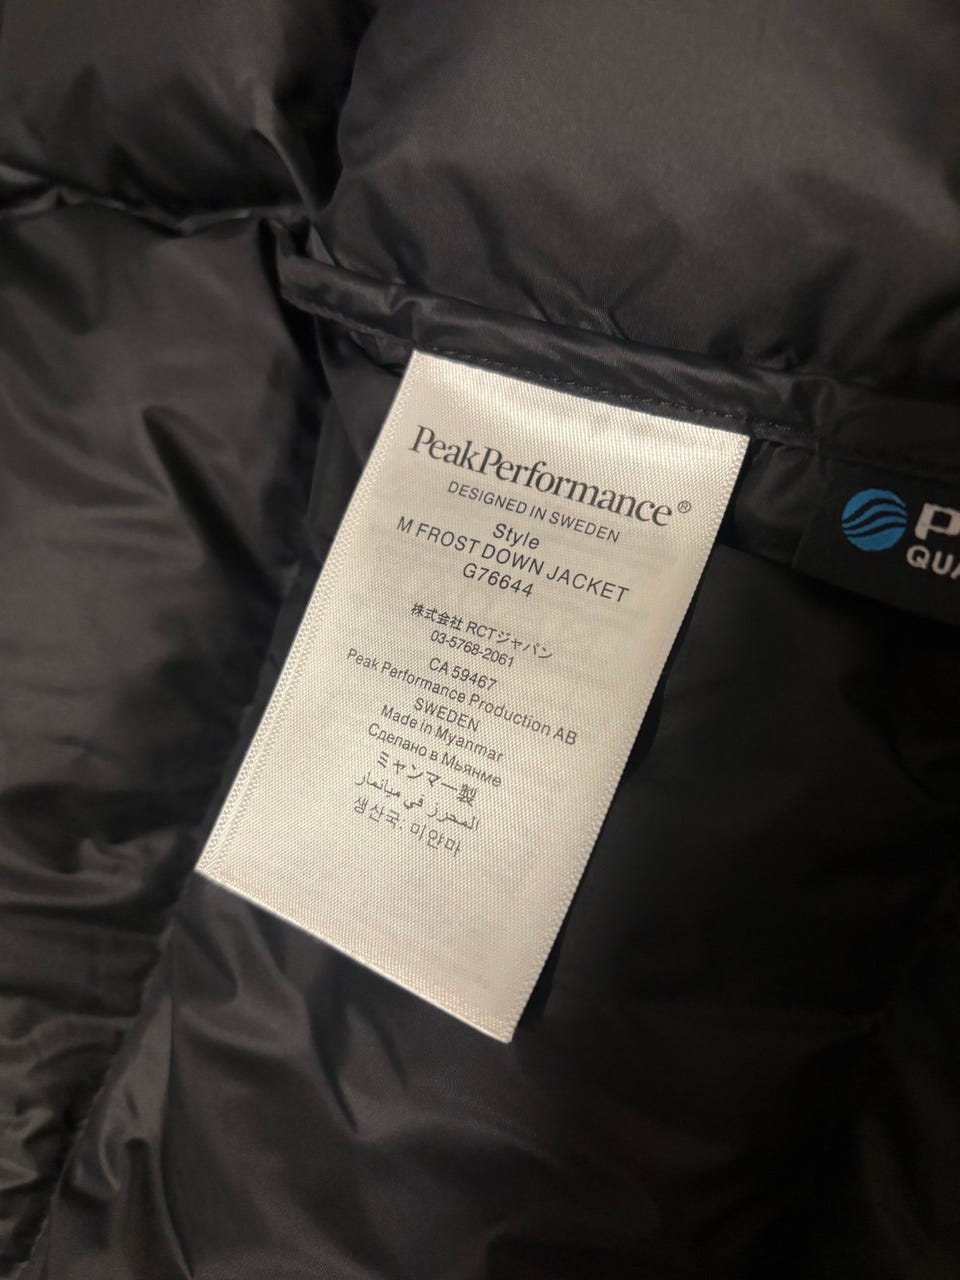 PeakPerformance®
DESIGNED IN SWEDEN
Style
M FROST DOWN JACKET
G76644
株式会社 RCTジャパン
03-5768-2061
CA 59467
Peak Performance Production AB
SWEDEN
Made in Myanmar
Сделано в Мьянме
ミャンマー製
المحرز في ميانمار
생산국: 미얀마